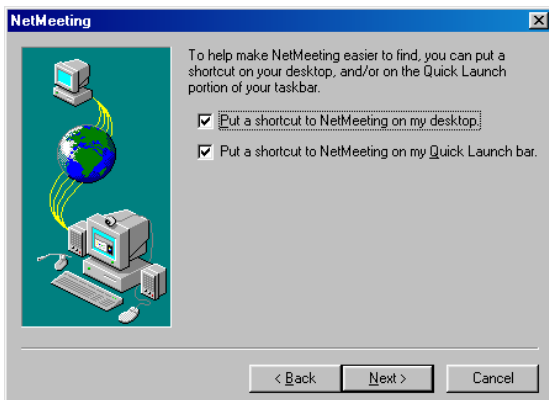 NetMeeting
To help make NetMeeting easier to find, you can put a
shortcut on your desktop, and/or on the Quick Launch
portion of your taskbar.
Put a shortcut to NetMeeting on my desktop.
Put a shortcut to NetMeeting on my Quick Launch bar.
< Back
Next >
Cancel